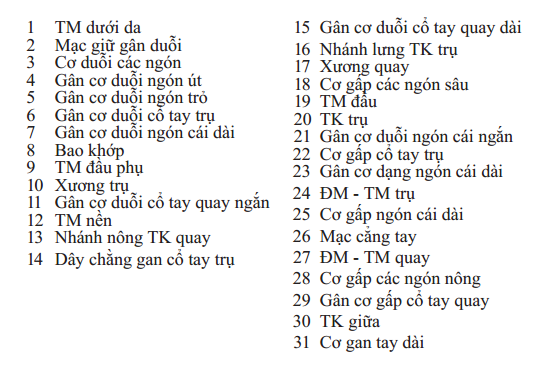 1 TM dưới da
2 Mạc giữ gân duỗi
3 Cơ duỗi các ngón
4 Gân cơ duỗi ngón út
5 Gân cơ duỗi ngón trỏ
6 Gân cơ duỗi cổ tay trụ
7 Gân cơ duỗi ngón cái dài
8 Bao khớp
9 TM đầu phụ
10 Xương trụ
11 Gân cơ duỗi cổ tay quay ngắn
12 TM nền
13 Nhánh nông TK quay
14 Dây chằng gan cổ tay trụ
15 Gân cơ duỗi cổ tay quay dài
16 Nhánh lưng TK trụ
17 Xương quay
18 Cơ gấp các ngón sâu
19 TM đầu
20 TK trụ
21 Gân cơ duỗi ngón cái ngắn
22 Cơ gấp cổ tay trụ
23 Gân cơ dạng ngón cái dài
24 ĐM - TM trụ
25 Cơ gấp ngón cái dài
26 Mạc cẳng tay
27 ĐM - TM quay
28 Cơ gấp các ngón nông
29 Gân cơ gấp cổ tay quay
30 TK giữa
31 Cơ gan tay dài